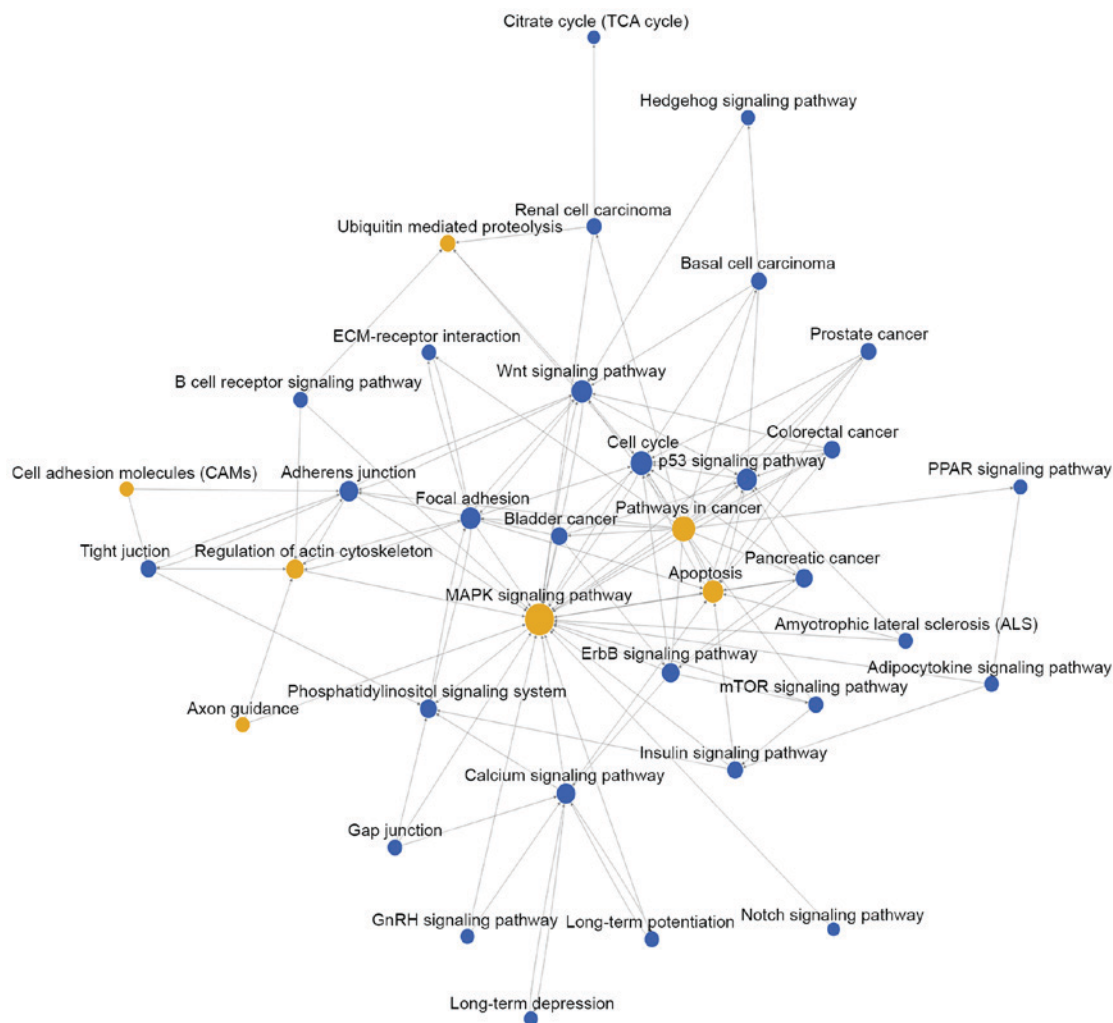 Citrate cycle (TCA cycle)
Hedgehog signaling pathway
Renal cell carcinoma
Ubiquitin mediated proteolysis
Basal cell carcinoma
Prostate cancer
ECM-receptor interaction
Wnt signaling pathway
B cell receptor signaling pathway
Colorectal cancer
Cell cycle
p53 signaling pathway
PPAR signaling pathway
Cell adhesion molecules (CAMs)
Adherens junction
Focal adhesion
Bladder cancer
Pathways in cancer
Tight juction
Regulation of actin cytoskeleton
Pancreatic cancer
Apoptosis
MAPK signaling pathway
Amyotrophic lateral sclerosis (ALS)
ErbB signaling pathway
Adipocytokine signaling pathway
mTOR signaling pathway
Phosphatidylinositol signaling system
Axon guidance
Insulin signaling pathway
Calcium signaling pathway
Gap junction
GnRH signaling pathway
Long-term potentiation
Notch signaling pathway
Long-term depression